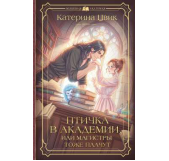 Катерина Цвик
ПТИЧКА
В АКАДЕМИИ,
ИЛИ МАГИСТРЫ
ТОЖЕ ПЛАЧУТ